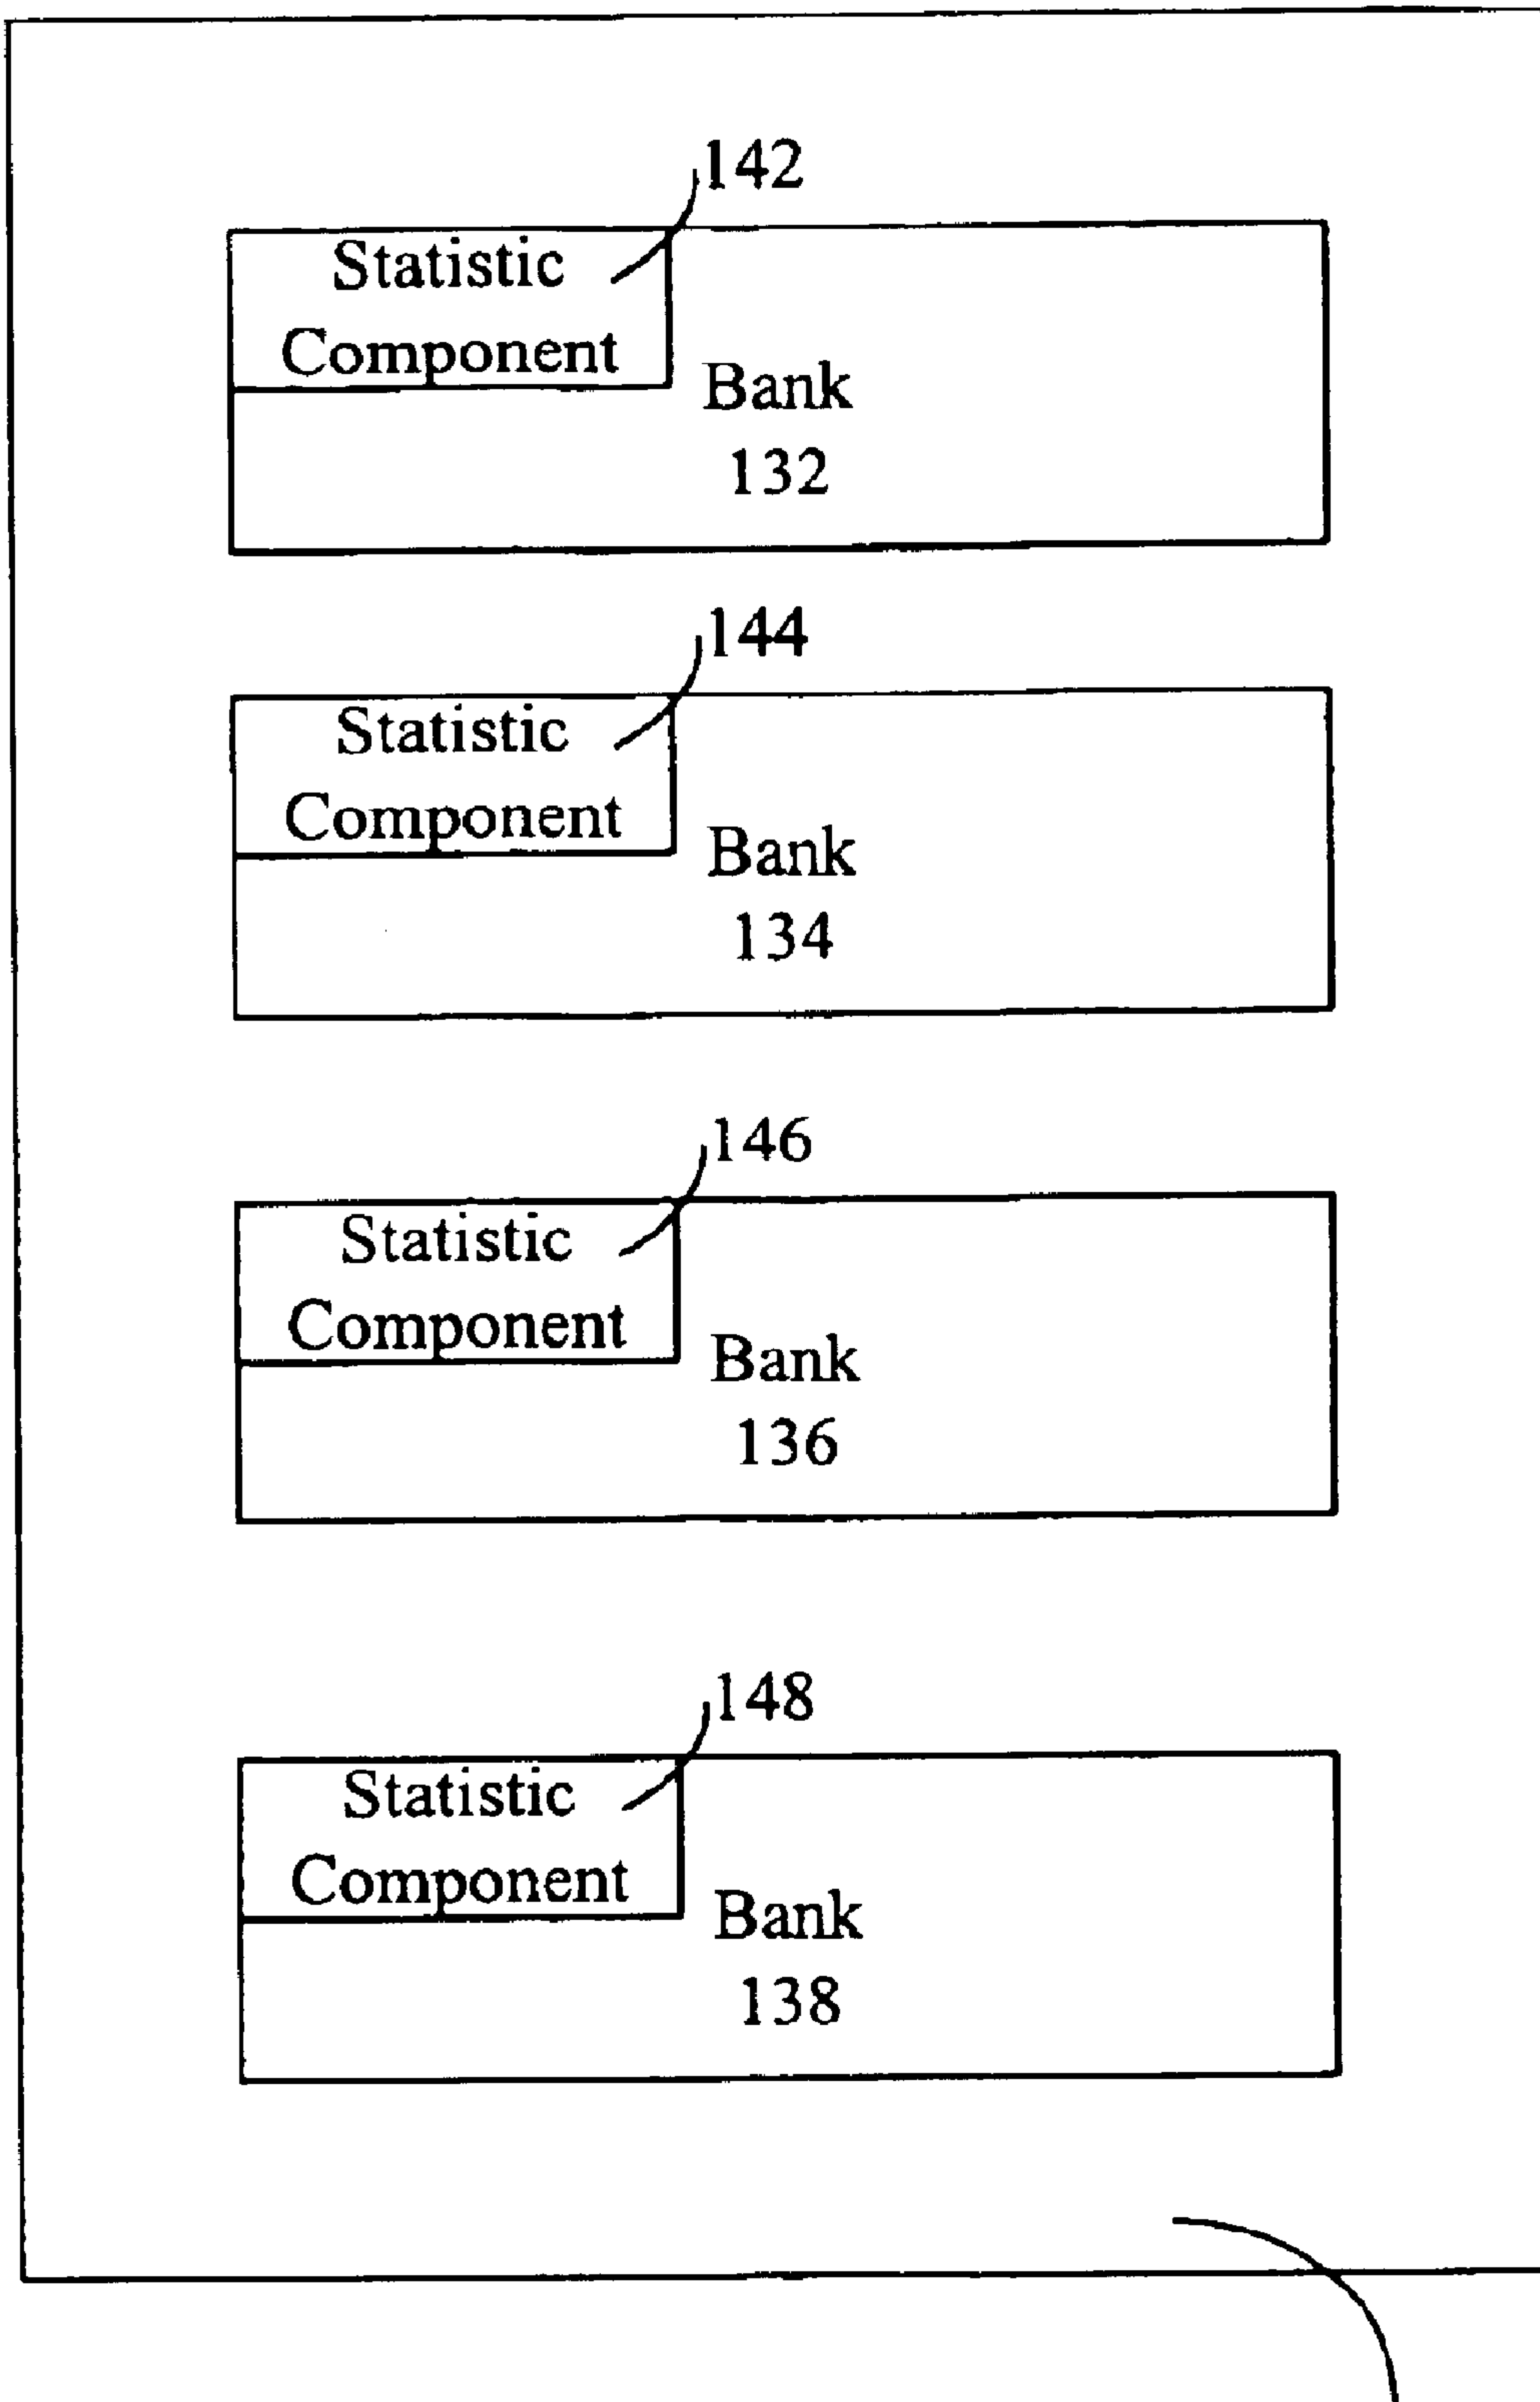 142
Statistic
Component
Bank
132
144
Statistic
Component
Bank
134
146
Statistic
Component
Bank
136
148
Statistic
Component
Bank
138